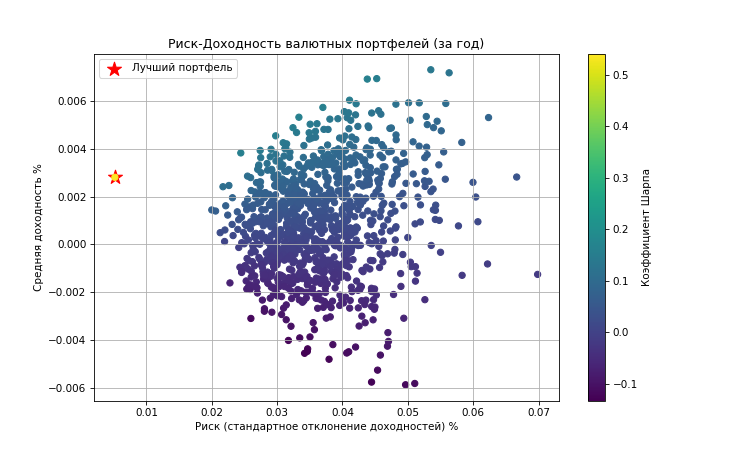 Риск-Доходность валютных портфелей (за год)
Лучший портфель
0.006
0.004
0.002
0.000
−0.002
−0.004
−0.006
Средняя доходность %
0.01 0.02 0.03 0.04 0.05 0.06 0.07
Риск (стандартное отклонение доходностей) %
0.5
0.4
0.3
0.2
0.1
0.0
−0.1
Коэффициент Шарпа